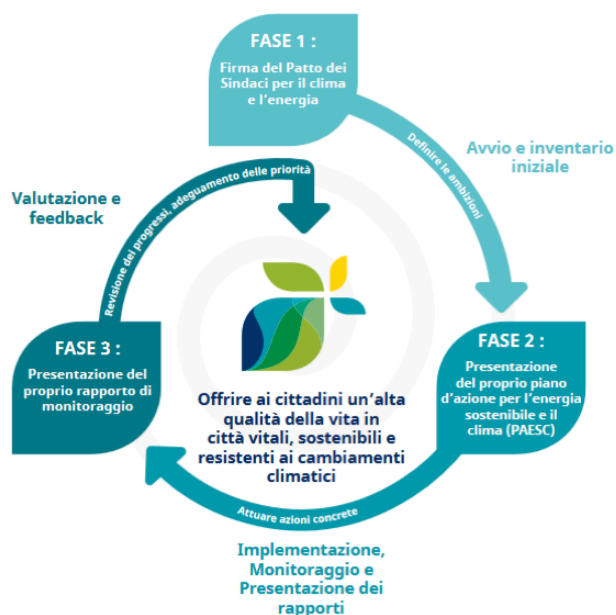 FASE 1 :
Firma del Patto dei
Sindaci per il clima
e l'energia
Definire le ambizioni
Avvio e inventario
iniziale
FASE 2 :
Presentazione
del proprio piano
d'azione per l'energia
sostenibile e il
clima (PAESC)
Attuare azioni concrete
Implementazione,
Monitoraggio e
Presentazione dei
rapporti
FASE 3 :
Presentazione del
proprio rapporto di
monitoraggio
Revisione dei progressi, adeguamento delle priorità
Valutazione e
feedback
Offrire ai cittadini un'alta
qualità della vita in
città vitali, sostenibili e
resistenti ai cambiamenti
climatici